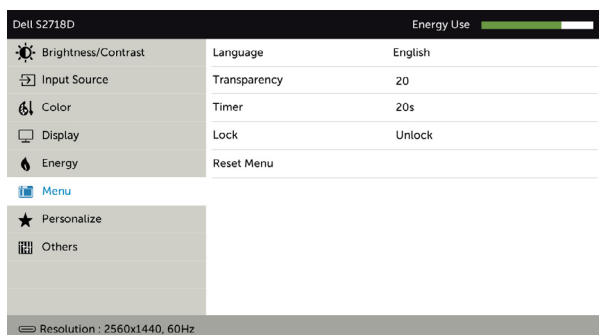 Dell S2718D Energy Use
Brightness/Contrast
Language English
Input Source
Transparency 20
Color
Timer 20s
Display
Lock Unlock
Energy
Reset Menu
Menu
Personalize
Others
Resolution : 2560x1440, 60Hz